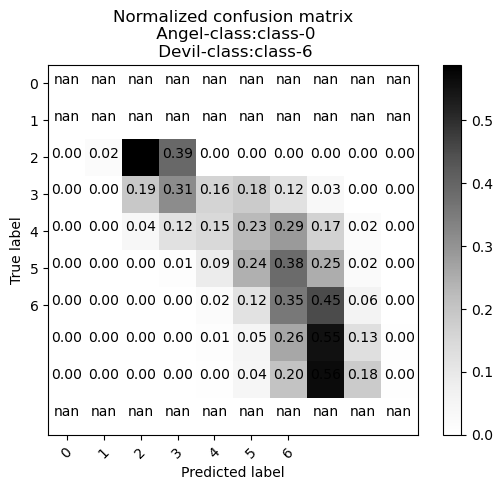 Normalized confusion matrix
Angel-class:class-0
Devil-class:class-6
0 nan nan nan nan nan nan nan nan nan nan
1 nan nan nan nan nan nan nan nan nan nan
2 0.00 0.02 0.39 0.00 0.00 0.00 0.00 0.00 0.00
3 0.00 0.00 0.19 0.31 0.16 0.18 0.12 0.03 0.00 0.00
4 0.00 0.00 0.04 0.12 0.15 0.23 0.29 0.17 0.02 0.00
5 0.00 0.00 0.00 0.01 0.09 0.24 0.38 0.25 0.02 0.00
6 0.00 0.00 0.00 0.00 0.02 0.12 0.35 0.45 0.06 0.00
0.00 0.00 0.00 0.00 0.01 0.05 0.26 0.55 0.13 0.00
0.00 0.00 0.00 0.00 0.00 0.04 0.20 0.56 0.18 0.00
nan nan nan nan nan nan nan nan nan nan
0 1 2 3 4 5 6
Predicted label
True label
0.5
0.4
0.3
0.2
0.1
0.0